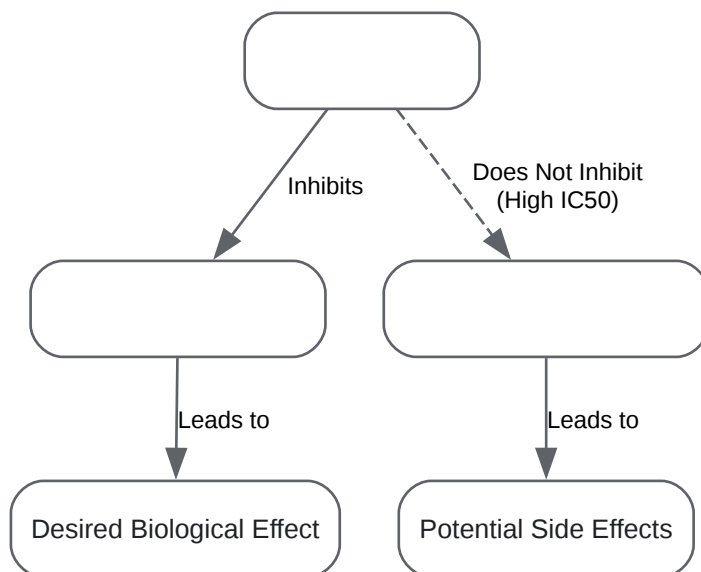 Inhibits
Does Not Inhibit
(High IC50)
Leads to
Leads to
Desired Biological Effect
Potential Side Effects